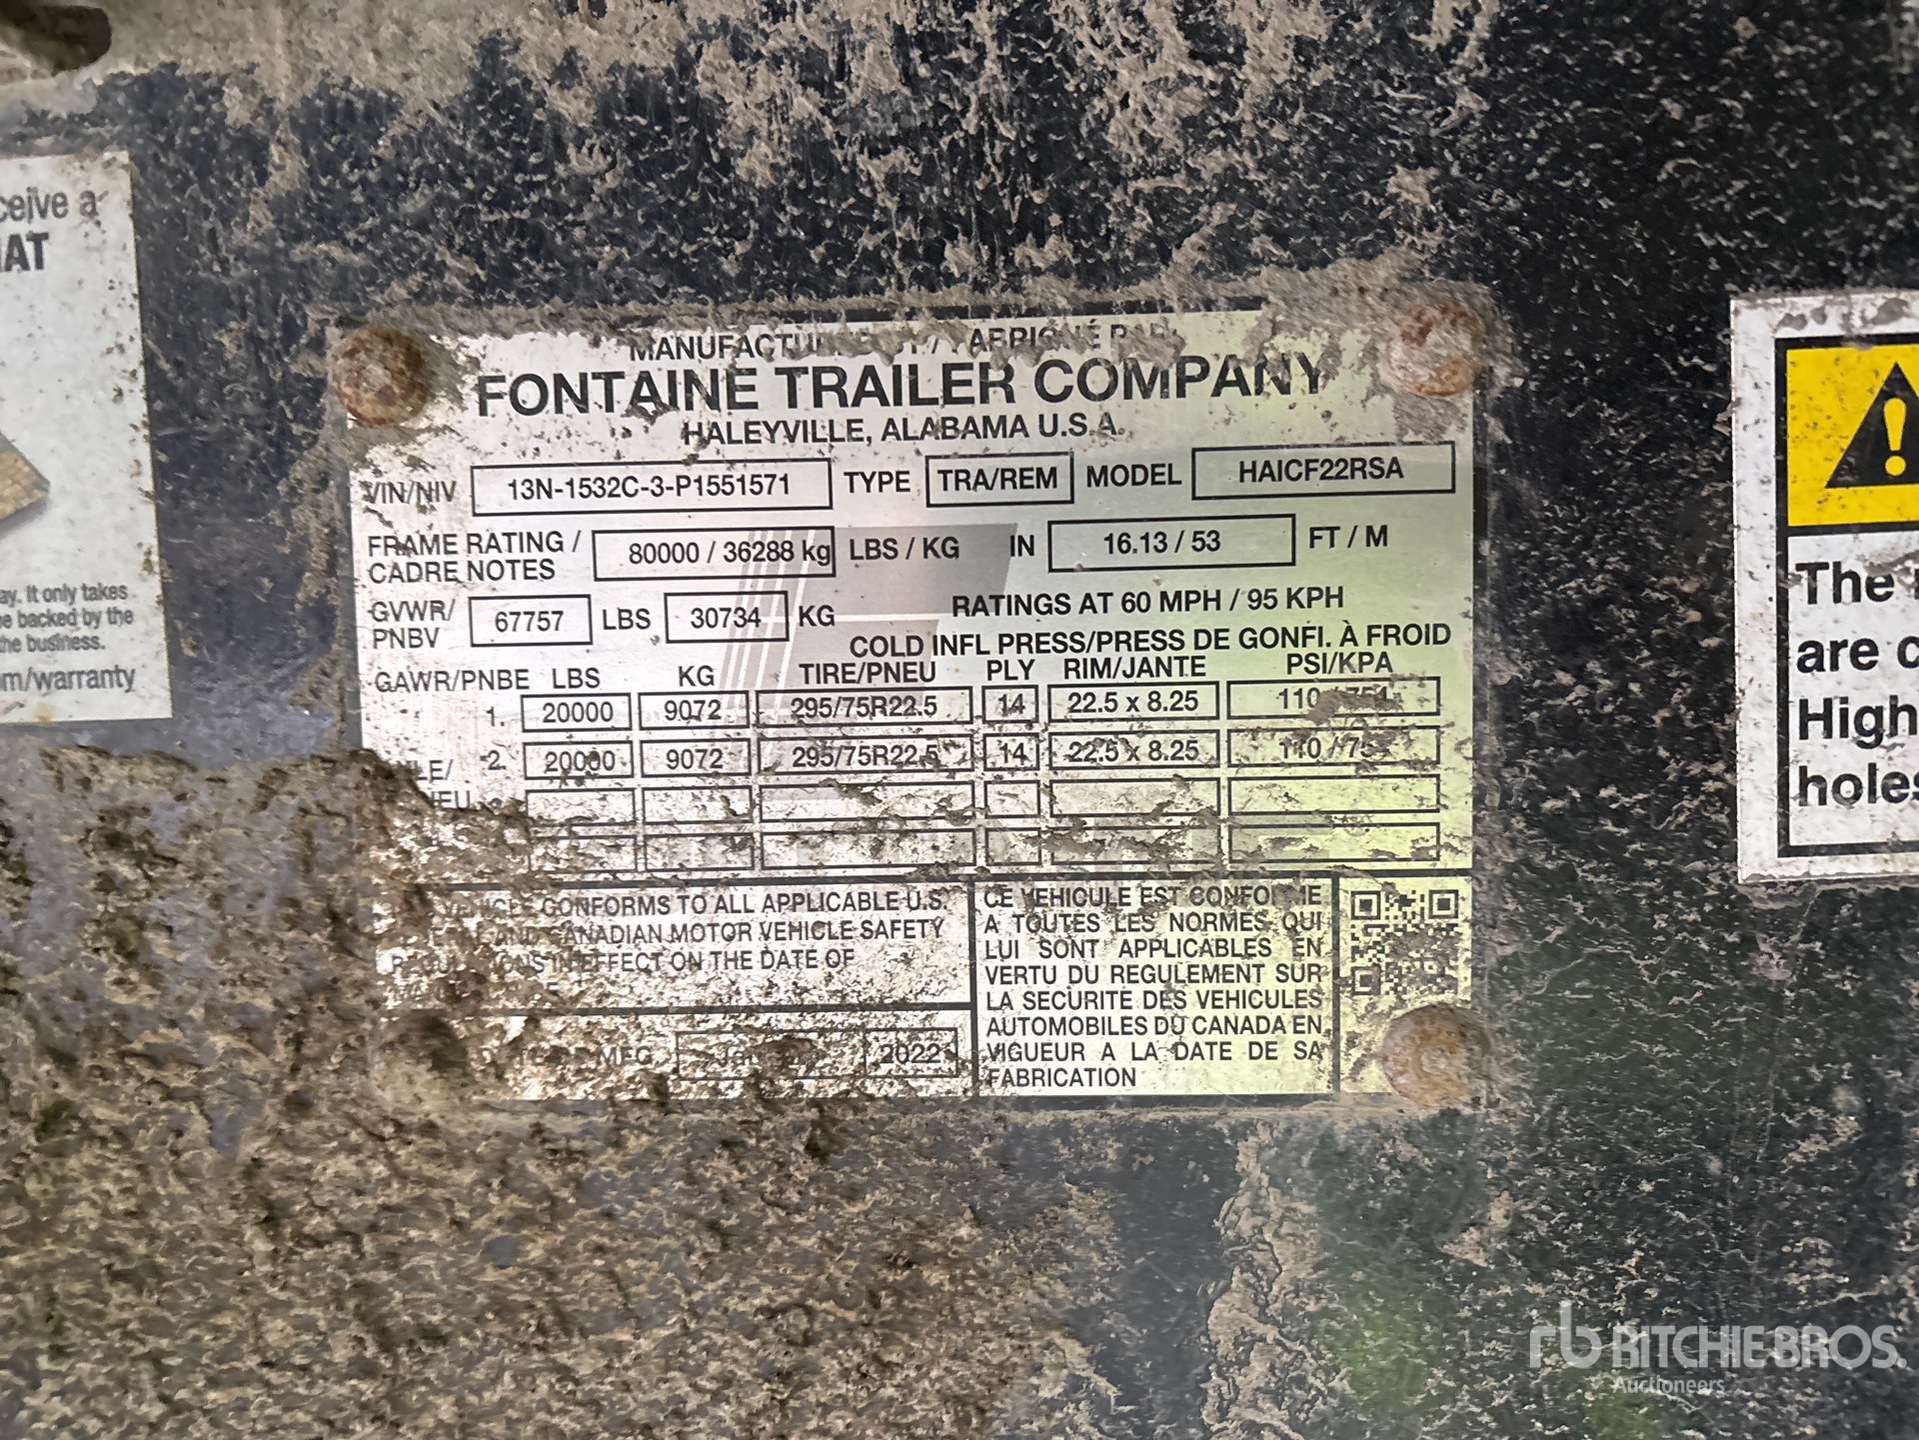 ceive a
AT
ay. It only takes
be backed by the
the business.
m/warranty
FONTAINE TRAILER COMPANY
HALEYVILLE, ALABAMA U.S.A.
VIN/NIV 13N-1532C-3-P1551571 TYPE TRA/REM MODEL HAICF22RSA
FRAME RATING / CADRE NOTES 80000 / 36288 kg LBS / KG IN 16.13 / 53 FT / M
GVWR/ PNBV 67757 LBS 30734 KG
RATINGS AT 60 MPH / 95 KPH
COLD INFL PRESS/PRESS DE GONFL. À FROID
GAWR/PNBE LBS KG TIRE/PNEU PLY RIM/JANTE PSI/KPA
1. 20000 9072 295/75R22.5 14 22.5 x 8.25 110
2. 20000 9072 295/75R22.5 14 22.5 x 8.25 110
CONFORMS TO ALL APPLICABLE U.S.
AND CANADIAN MOTOR VEHICLE SAFETY
IN EFFECT ON THE DATE OF
MFG 2022
CE VEHICULE EST
A TOUTES LES NORMES QUI
LUI SONT APPLICABLES EN
VERTU DU REGULEMENT SUR
LA SECURITE DES VEHICULES
AUTOMOBILES DU CANADA EN
VIGUEUR A LA DATE DE SA
FABRICATION
The
are
High
holes
rb RITCHIE BROS.
Auctioneers